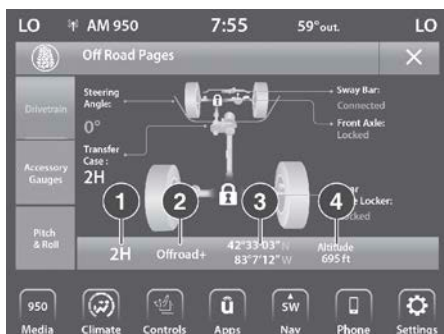 LO AM 950 7:55 59°out. LO
Off Road Pages
Drivetrain
Accessory
Gauges
Pitch
& Roll
Steering
Angle:
0°
Transfer
Case :
2H
Sway Bar:
Connected
Front Axle:
Locked
Locker:
1 2 3 4
2H Offroad+ 42°33'03" N
83°7'12" W
Altitude
695 ft
950 û SW
Media Climate Controls Apps Nav Phone Settings